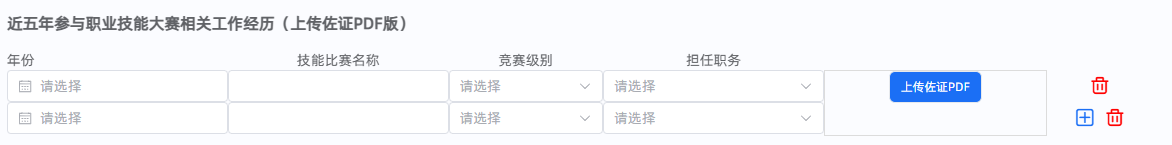 近五年参与职业技能大赛相关工作经历（上传佐证PDF版）
年份 技能比赛名称 竞赛级别 担任职务
请选择 请选择 请选择 上传佐证PDF
请选择 请选择 请选择